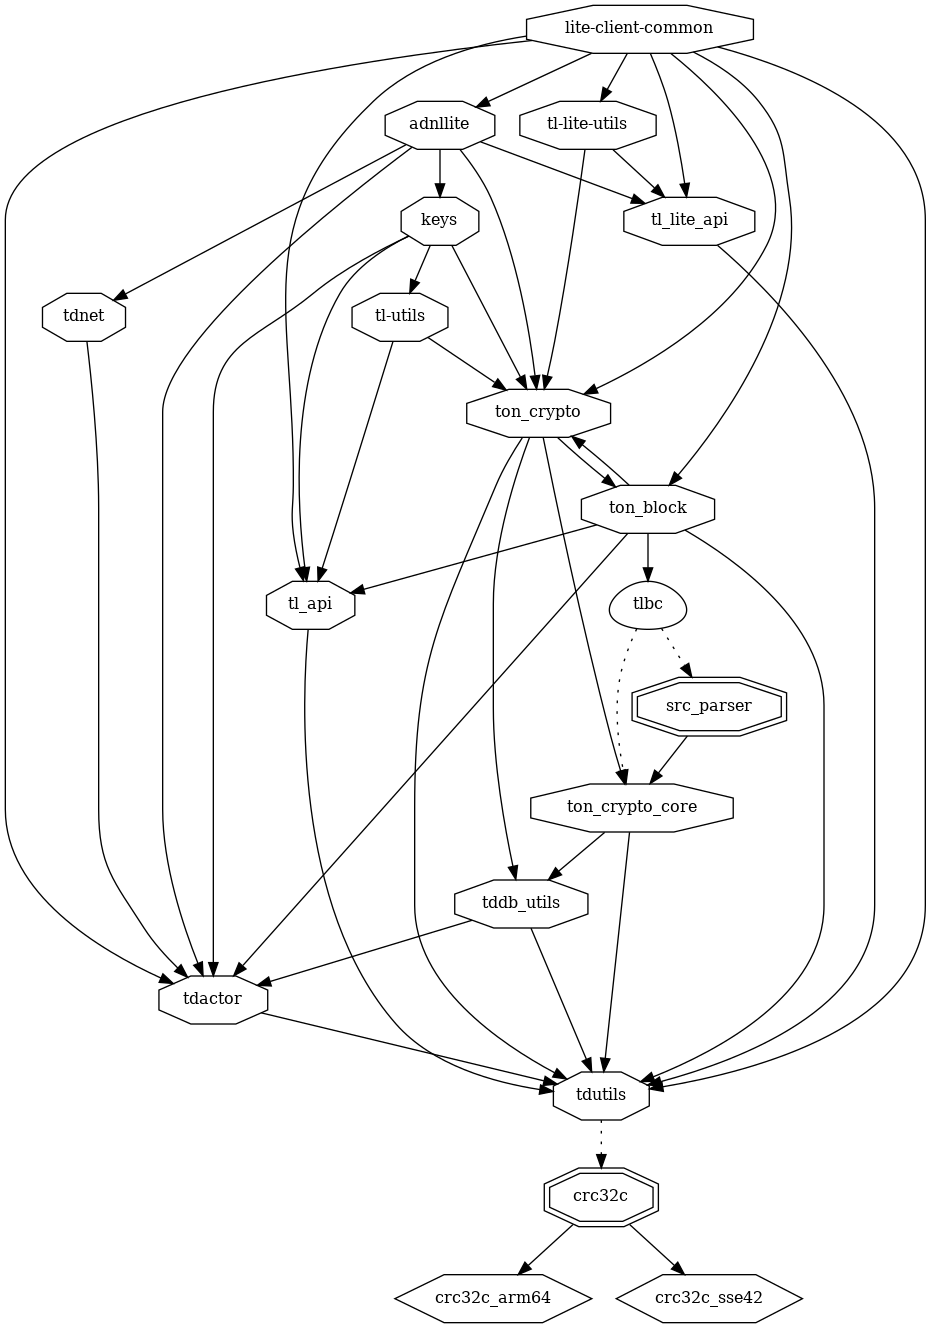 lite-client-common
adnllite
tl-lite-utils
keys
tl_lite_api
tdnet
tl-utils
ton_crypto
ton_block
tl_api
tlbc
src_parser
ton_crypto_core
tddb_utils
tdactor
tdutils
crc32c
crc32c_arm64
crc32c_sse42